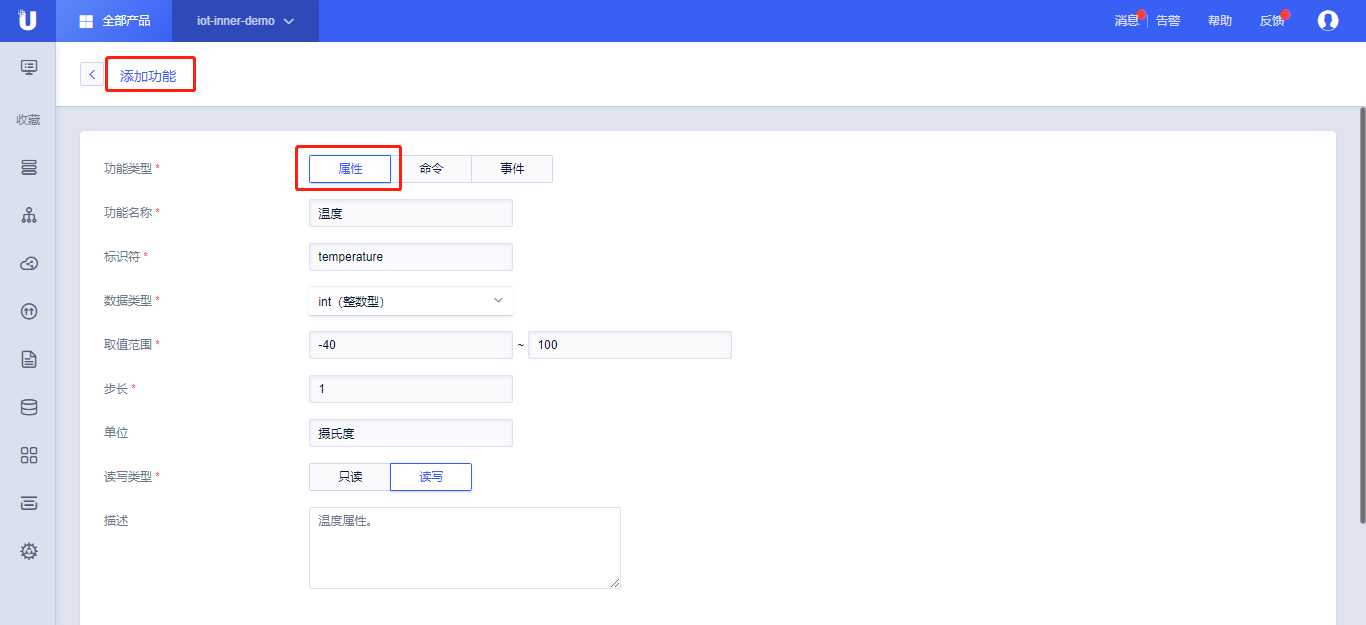 U 全部产品 iot-inner-demo 消息 告警 帮助 反馈
添加功能
收藏
功能类型 * 属性 命令 事件
功能名称 * 温度
标识符 * temperature
数据类型 * int（整数型）
取值范围 * -40 ~ 100
步长 * 1
单位 摄氏度
读写类型 * 只读 读写
描述 温度属性。